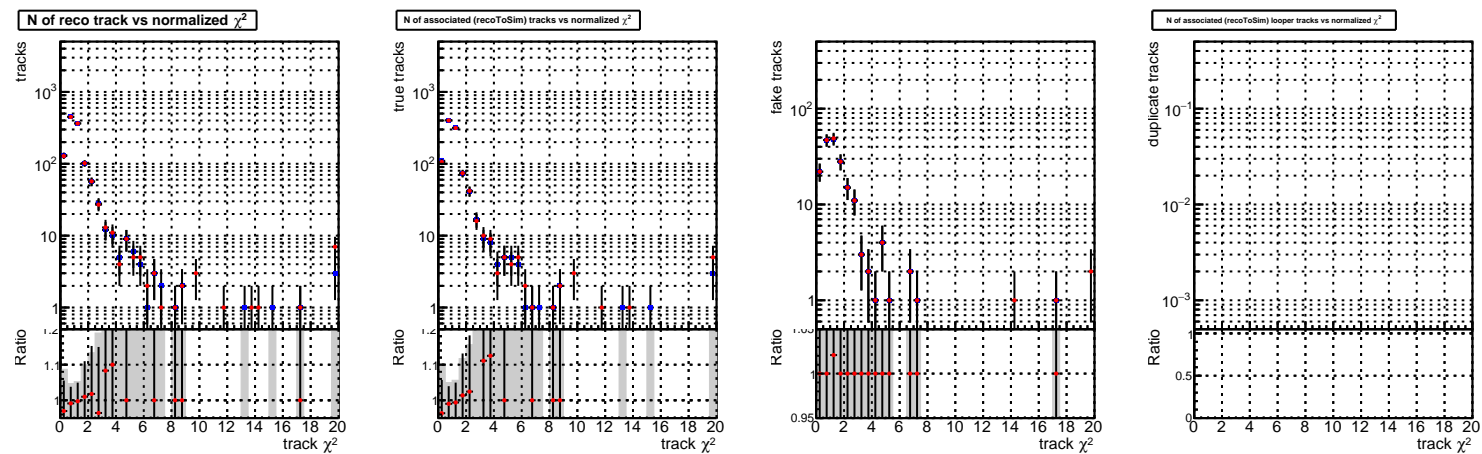 N of reco track vs normalized χ²
tracks
10³
10²
10
1
Ratio
1.2
1.1
1
0 2 4 6 8 10 12 14 16 18 20
track χ²
N of associated (recoToSim) tracks vs normalized χ²
true tracks
10³
10²
10
1
Ratio
1.2
1.1
1
0 2 4 6 8 10 12 14 16 18 20
track χ²
fake tracks
10²
10
1
Ratio
1.05
1
0.95
0 2 4 6 8 10 12 14 16 18 20
track χ²
N of associated (recoToSim) looper tracks vs normalized χ²
duplicate tracks
10⁻¹
10⁻²
10⁻³
Ratio
1
0.5
0
0 2 4 6 8 10 12 14 16 18 20
track χ²